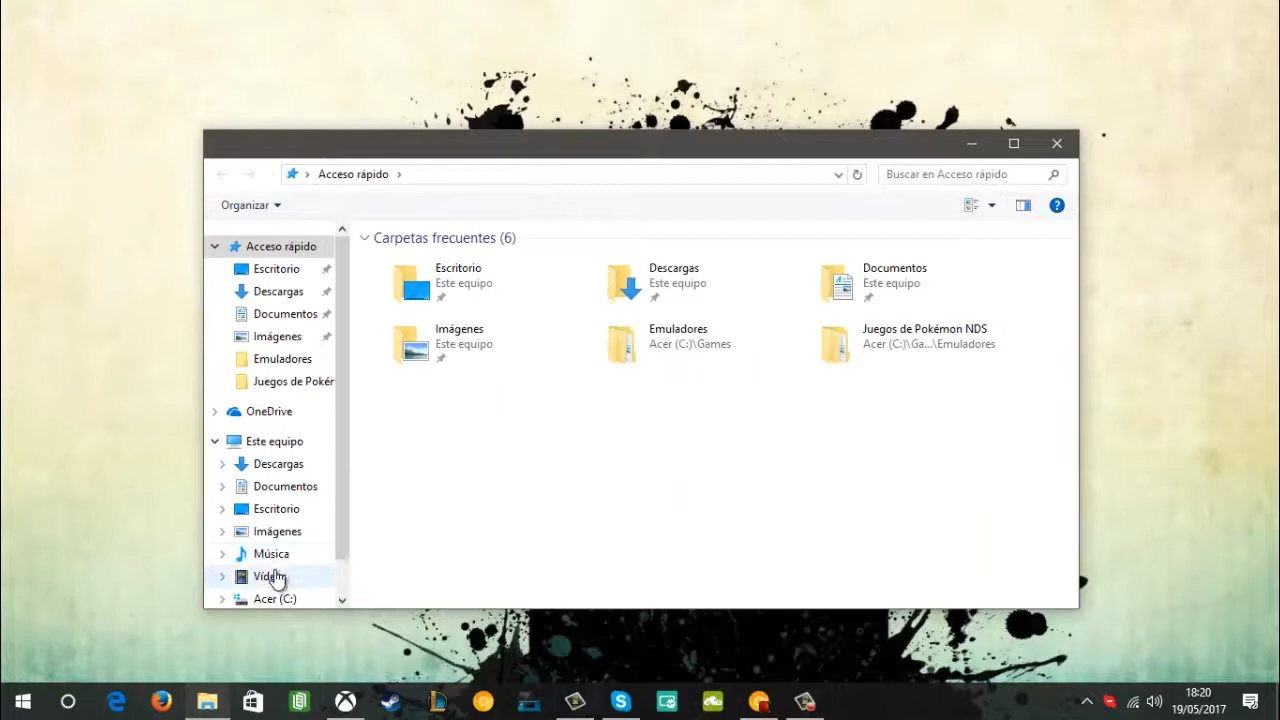 Acceso rápido
Buscar en Acceso rápido
Organizar
Acceso rápido
Escritorio
Descargas
Documentos
Imágenes
Emuladores
Juegos de Pokér
OneDrive
Este equipo
Descargas
Documentos
Escritorio
Imágenes
Música
Acer (C:)
Carpetas frecuentes (6)
Escritorio
Este equipo
Descargas
Este equipo
Documentos
Este equipo
Imágenes
Este equipo
Emuladores
Acer (C:)\Games
Juegos de Pokémon NDS
Acer (C:)\Ga...\Emuladores
18:20
19/05/2017